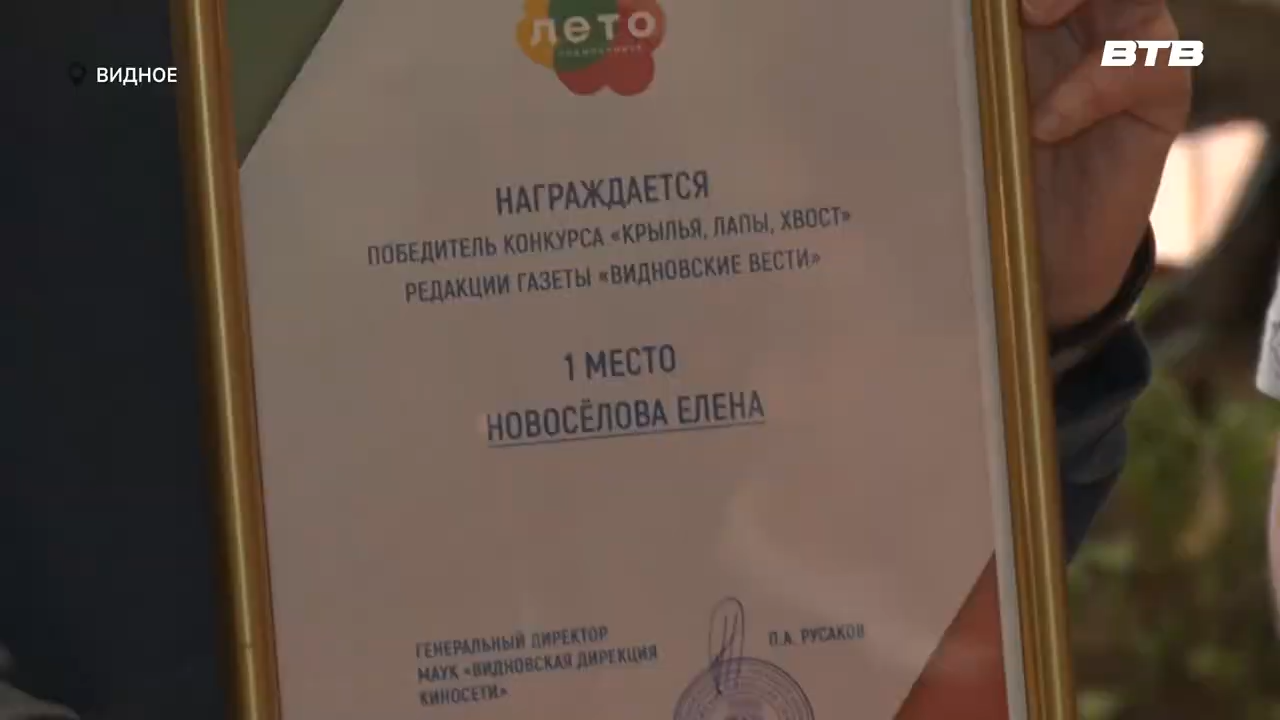 ВИДНОЕ
ВТВ
лето
НАГРАЖДАЕТСЯ
ПОБЕДИТЕЛЬ КОНКУРСА «КРЫЛЬЯ, ЛАПЫ, ХВОСТ»
РЕДАКЦИИ ГАЗЕТЫ «ВИДНОВСКИЕ ВЕСТИ»
1 МЕСТО
НОВОСЁЛОВА ЕЛЕНА
ГЕНЕРАЛЬНЫЙ ДИРЕКТОР
МАУК «ВИДНОВСКАЯ ДИРЕКЦИЯ
КИНОСЕТИ»
П.А. РУСАКОВ